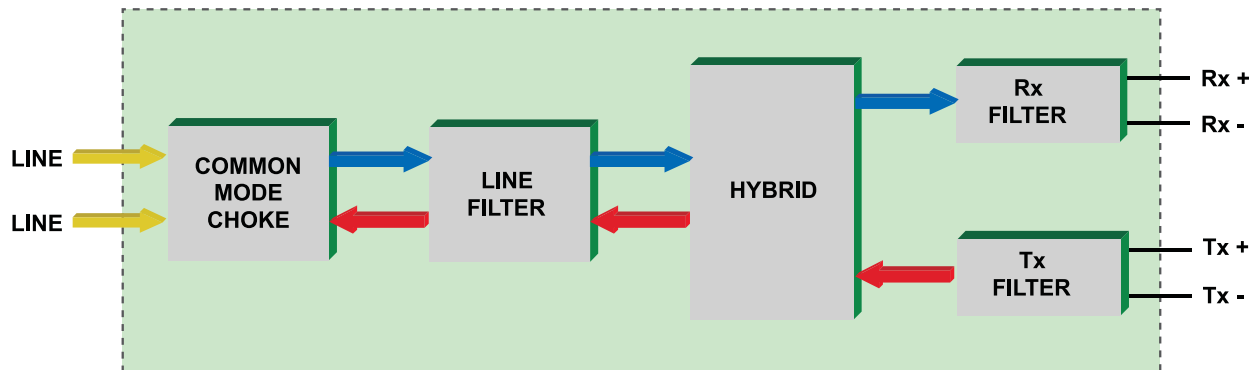 LINE
LINE
COMMON
MODE
CHOKE
LINE
FILTER
HYBRID
Rx
FILTER
Rx +
Rx -
Tx
FILTER
Tx +
Tx -